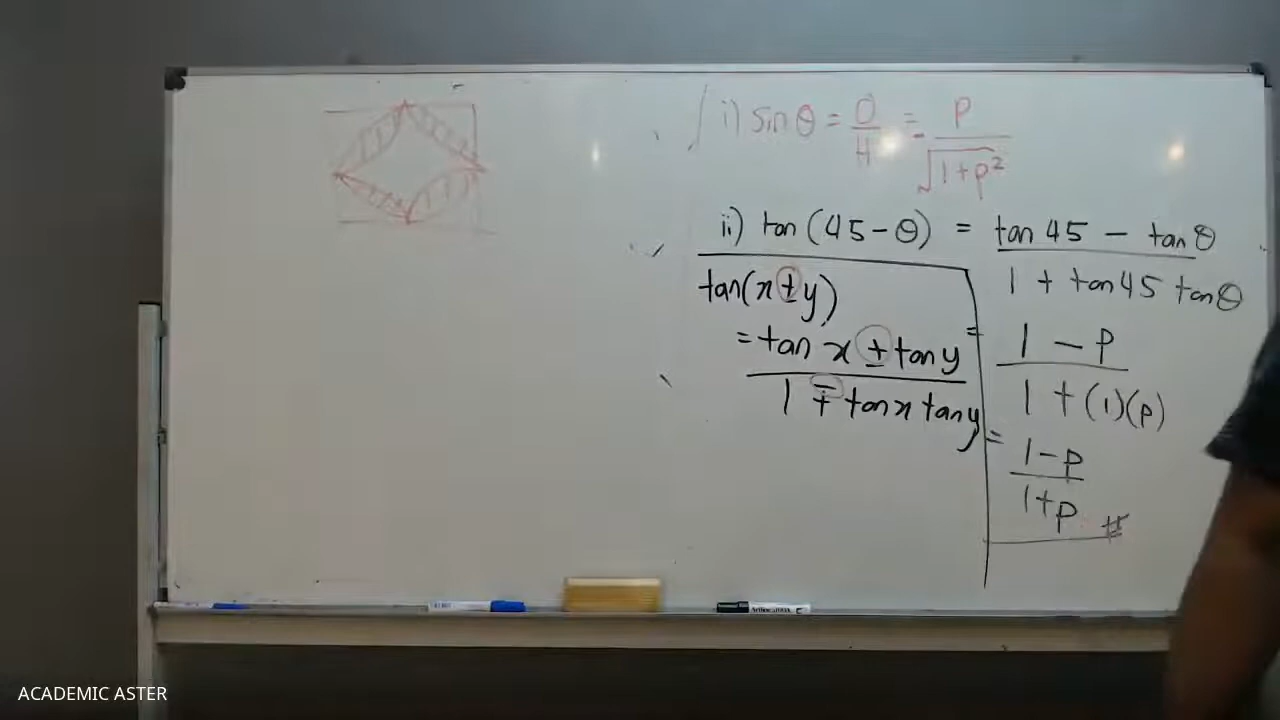 i) sin θ = O/H = p/√(1+p²)
ii) tan(45-θ) = (tan 45 - tan θ)/(1 + tan 45 tan θ)
tan(x ± y)
= (tan x ± tan y)/(1 ∓ tan x tan y)
= (1 - p)/(1 + (1)(p))
= (1-p)/(1+p) #
ACADEMIC ASTER